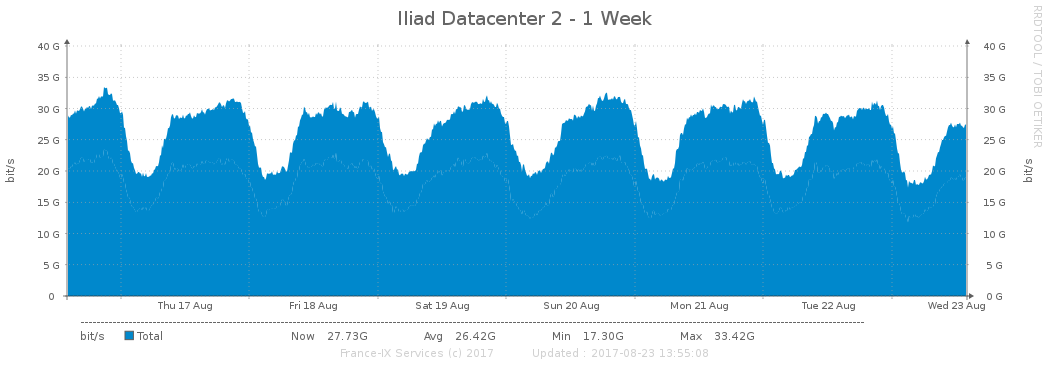 Iliad Datacenter 2 - 1 Week
RRDTOOL / TOBI OETIKER
40 G 40 G
35 G 35 G
30 G 30 G
25 G 25 G
20 G 20 G
15 G 15 G
10 G 10 G
5 G 5 G
0 0 G
bit/s bit/s
Thu 17 Aug Fri 18 Aug Sat 19 Aug Sun 20 Aug Mon 21 Aug Tue 22 Aug Wed 23 Aug
bit/s Total Now 27.73G Avg 26.42G Min 17.30G Max 33.42G
France-IX Services (c) 2017 Updated : 2017-08-23 13:55:08